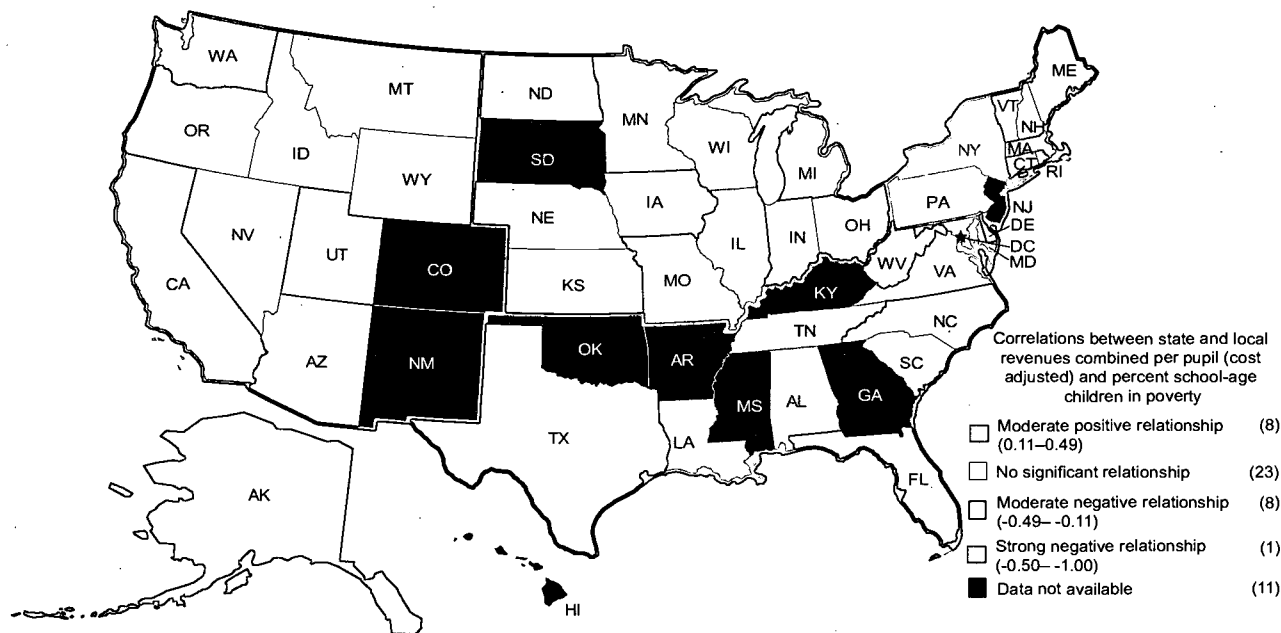 WA
MT
ND
MN
ME
VT
NH
OR
ID
SD
WI
NY
MA
CT
RI
WY
MI
IA
PA
NJ
NE
DE
NV
OH
UT
IL
IN
DC
CO
MD
CA
KS
MO
WV
VA
KY
NC
TN
AZ
NM
OK
AR
SC
MS
AL
GA
TX
LA
FL
AK
HI
Correlations between state and local
revenues combined per pupil (cost
adjusted) and percent school-age
children in poverty
Moderate positive relationship (8)
(0.11–0.49)
No significant relationship (23)
Moderate negative relationship (8)
(-0.49– -0.11)
Strong negative relationship (1)
(-0.50– -1.00)
Data not available (11)